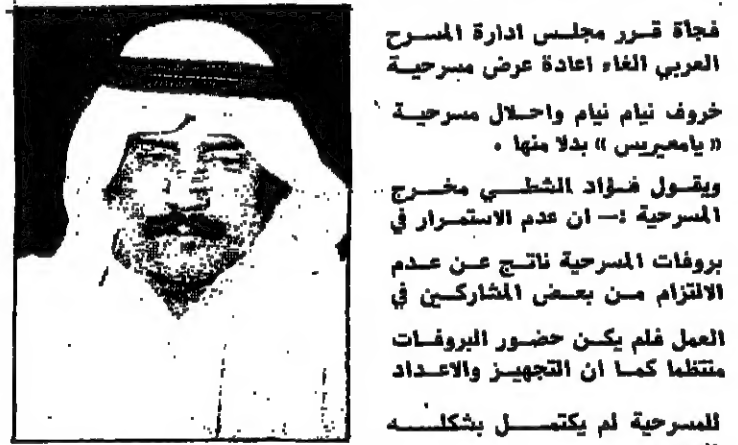 فجأة قرر مجلس ادارة المسرح
العربي الغاء اعادة عرض مسرحية
خروف نيام نيام واحلال مسرحية
« يامعيريس » بدلا منها .
ويقول فؤاد الشطي مخرج
المسرحية :— ان عدم الاستمرار في
بروفات المسرحية ناتج عن عدم
الالتزام من بعض المشاركين في
العمل فلم يكن حضور البروفات
منتظما كما ان التجهيز والاعداد
للمسرحية لم يكتمل بشكله